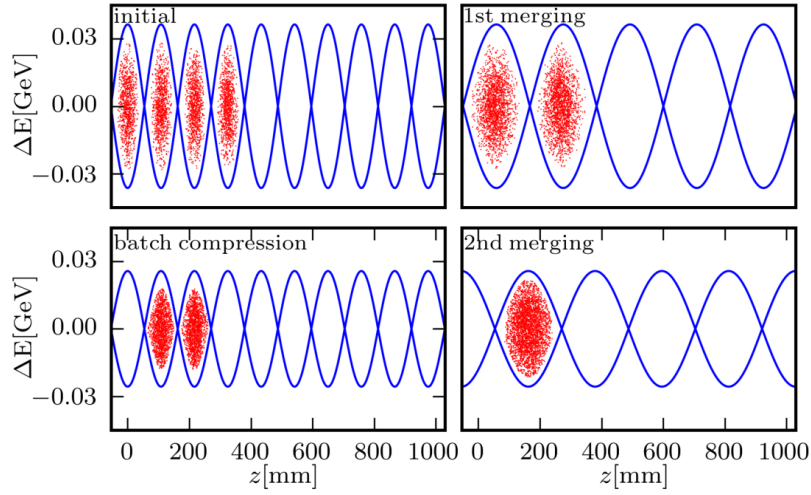 initial
1st merging
0.03
0.00
−0.03
ΔE[GeV]
batch compression
2nd merging
0.03
0.00
−0.03
ΔE[GeV]
0 200 400 600 800 1000
0 200 400 600 800 1000
z[mm]
z[mm]